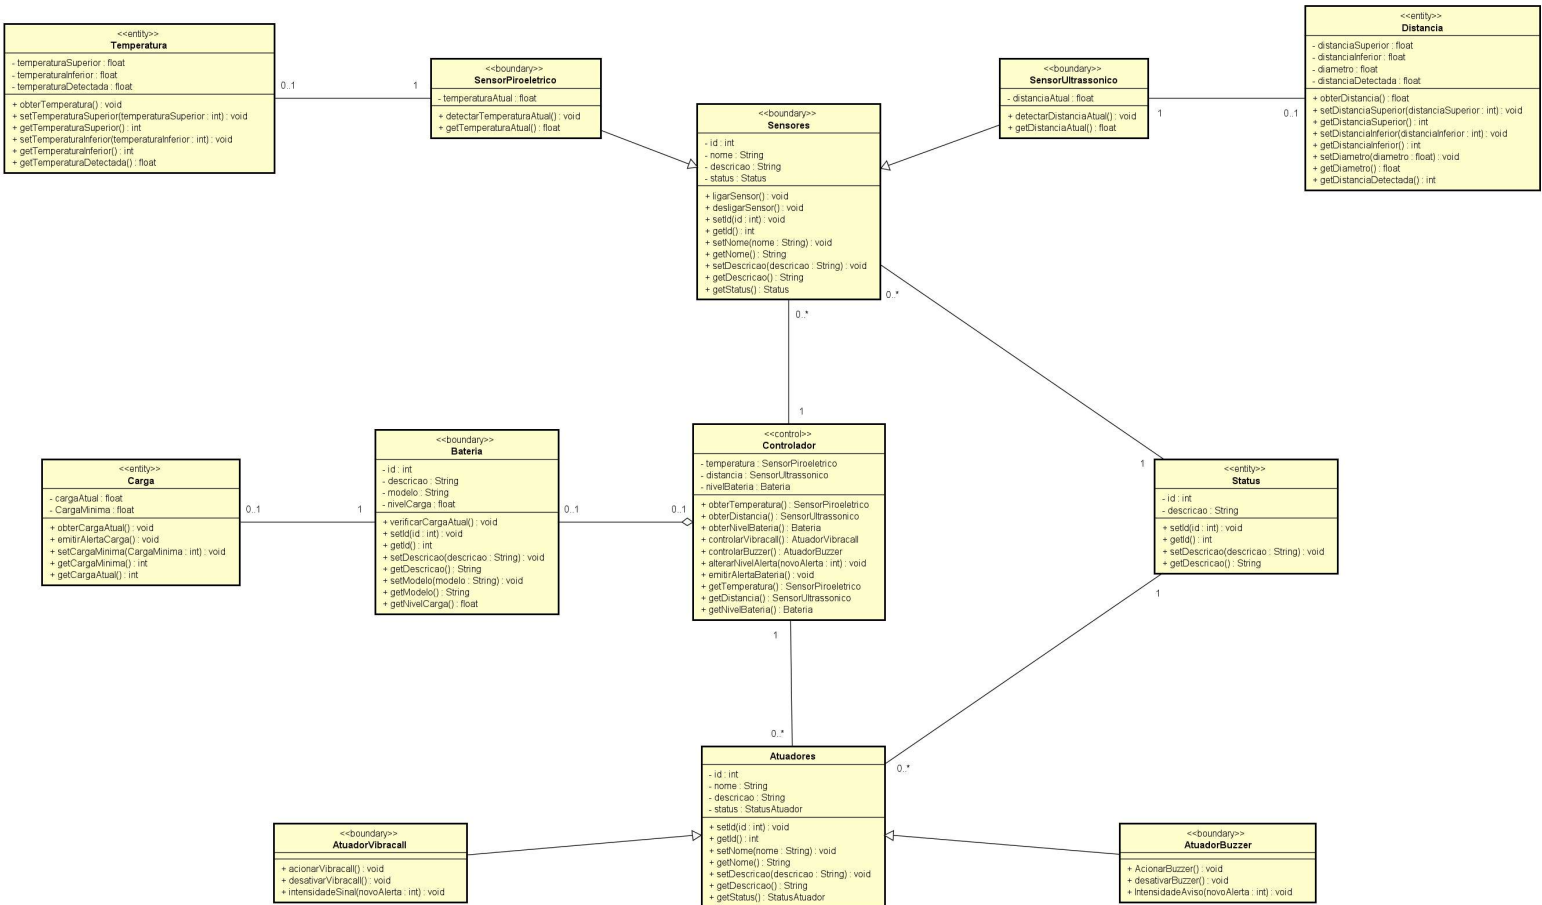 <<entity>>
Temperatura
- temperaturaSuperior : float
- temperaturaInferior : float
- temperaturaDetectada : float
+ obterTemperatura() : void
+ setTemperaturaSuperior(temperaturaSuperior : int) : void
+ getTemperaturaSuperior() : int
+ setTemperaturaInferior(temperaturaInferior : int) : void
+ getTemperaturaInferior() : int
+ getTemperaturaDetectada() : float
0..1
1
<<boundary>>
SensorPiroeletrico
- temperaturaAtual : float
+ detectarTemperaturaAtual() : void
+ getTemperaturaAtual() : float
<<boundary>>
Sensores
- id : int
- nome : String
- descricao : String
- status : Status
+ ligarSensor() : void
+ desligarSensor() : void
+ setId(id : int) : void
+ getId() : int
+ setNome(nome : String) : void
+ getNome() : String
+ setDescricao(descricao : String) : void
+ getDescricao() : String
+ getStatus() : Status
<<boundary>>
SensorUltrassonico
- distanciaAtual : float
+ detectarDistanciaAtual() : void
+ getDistanciaAtual() : float
1
0..1
<<entity>>
Distancia
- distanciaSuperior : float
- distanciaInferior : float
- diametro : float
- distanciaDetectada : float
+ obterDistancia() : float
+ setDistanciaSuperior(distanciaSuperior : int) : void
+ getDistanciaSuperior() : int
+ setDistanciaInferior(distanciaInferior : int) : void
+ getDistanciaInferior() : int
+ setDiametro(diametro : float) : void
+ getDiametro() : float
+ getDistanciaDetectada() : int
0..*
0..*
1
1
<<entity>>
Carga
- cargaAtual : float
- CargaMinima : float
+ obterCargaAtual() : void
+ emitirAlertaCarga() : void
+ setCargaMinima(CargaMinima : int) : void
+ getCargaMinima() : int
+ getCargaAtual() : int
0..1
1
<<boundary>>
Bateria
- id : int
- descricao : String
- modelo : String
- nivelCarga : float
+ verificarCargaAtual() : void
+ setId(id : int) : void
+ getId() : int
+ setDescricao(descricao : String) : void
+ getDescricao() : String
+ setModelo(modelo : String) : void
+ getModelo() : String
+ getNivelCarga() : float
0..1
0..1
<<control>>
Controlador
- temperatura : SensorPiroeletrico
- distancia : SensorUltrassonico
- nivelBateria : Bateria
+ obterTemperatura() : SensorPiroeletrico
+ obterDistancia() : SensorUltrassonico
+ obterNivelBateria() : Bateria
+ controlarVibracall() : AtuadorVibracall
+ controlarBuzzer() : AtuadorBuzzer
+ alterarNivelAlerta(novoAlerta : int) : void
+ emitirAlertaBateria() : void
+ getTemperatura() : SensorPiroeletrico
+ getDistancia() : SensorUltrassonico
+ getNivelBateria() : Bateria
<<entity>>
Status
- id : int
- descricao : String
+ setId(id : int) : void
+ getId() : int
+ setDescricao(descricao : String) : void
+ getDescricao() : String
1
1
0..*
0..*
Atuadores
- id : int
- nome : String
- descricao : String
- status : StatusAtuador
+ setId(id : int) : void
+ getId() : int
+ setNome(nome : String) : void
+ getNome() : String
+ setDescricao(descricao : String) : void
+ getDescricao() : String
+ getStatus() : StatusAtuador
<<boundary>>
AtuadorVibracall
+ acionarVibracall() : void
+ desativarVibracall() : void
+ intensidadeSinal(novoAlerta : int) : void
<<boundary>>
AtuadorBuzzer
+ AcionarBuzzer() : void
+ desativarBuzzer() : void
+ IntensidadeAviso(novoAlerta : int) : void